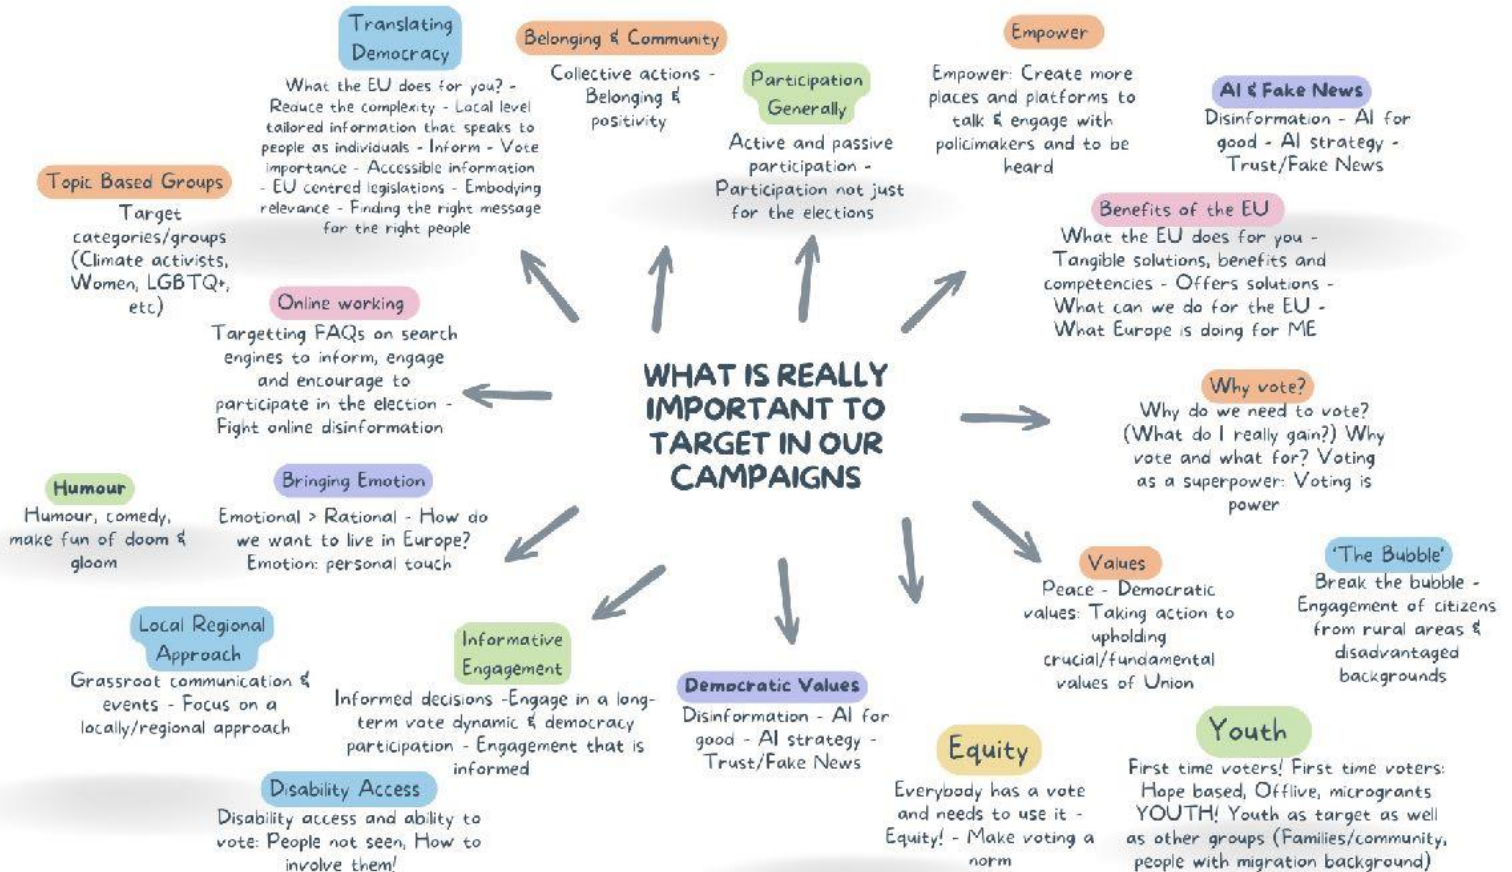 Translating
Democracy
What the EU does for you? -
Reduce the complexity - Local level
tailored information that speaks to
people as individuals - Inform - Vote
importance - Accessible information
- EU centred legislations - Embodying
relevance - Finding the right message
for the right people
Belonging & Community
Collective actions -
Belonging &
positivity
Participation
Generally
Active and passive
participation -
Participation not just
for the elections
Empower
Empower: Create more
places and platforms to
talk & engage with
policimakers and to be
heard
AI & Fake News
Disinformation - AI for
good - AI strategy -
Trust/Fake News
Topic Based Groups
Target
categories/groups
(Climate activists,
Women, LGBTQ+,
etc)
Benefits of the EU
What the EU does for you -
Tangible solutions, benefits and
competencies - Offers solutions -
What can we do for the EU -
What Europe is doing for ME
Online working
Targetting FAQs on search
engines to inform, engage
and encourage to
participate in the election -
Fight online disinformation
WHAT IS REALLY
IMPORTANT TO
TARGET IN OUR
CAMPAIGNS
Why vote?
Why do we need to vote?
(What do I really gain?) Why
vote and what for? Voting
as a superpower: Voting is
power
Humour
Humour, comedy,
make fun of doom &
gloom
Bringing Emotion
Emotional > Rational - How do
we want to live in Europe?
Emotion: personal touch
Values
Peace - Democratic
values: Taking action to
upholding
crucial/fundamental
values of Union
'The Bubble'
Break the bubble -
Engagement of citizens
from rural areas &
disadvantaged
backgrounds
Local Regional
Approach
Grassroot communication &
events - Focus on a
locally/regional approach
Informative
Engagement
Informed decisions -Engage in a long-
term vote dynamic & democracy
participation - Engagement that is
informed
Democratic Values
Disinformation - AI for
good - AI strategy -
Trust/Fake News
Equity
Everybody has a vote
and needs to use it -
Equity! - Make voting a
norm
Youth
First time voters! First time voters:
Hope based, Offlive, microgrants
YOUTH! Youth as target as well
as other groups (Families/community,
people with migration background)
Disability Access
Disability access and ability to
vote: People not seen, How to
involve them!